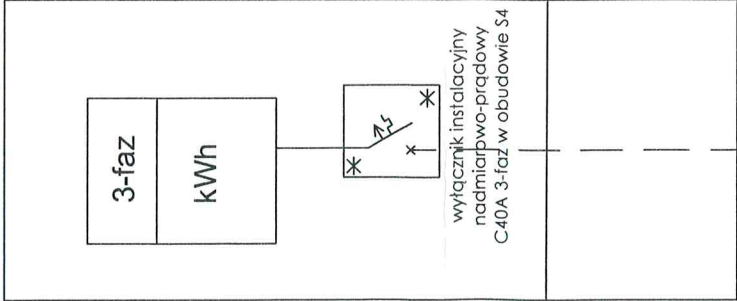 3-faz
kWh
wyłącznik instalacyjny
nadmiarowo-prądowy
C40A 3-faz w obudowie S4